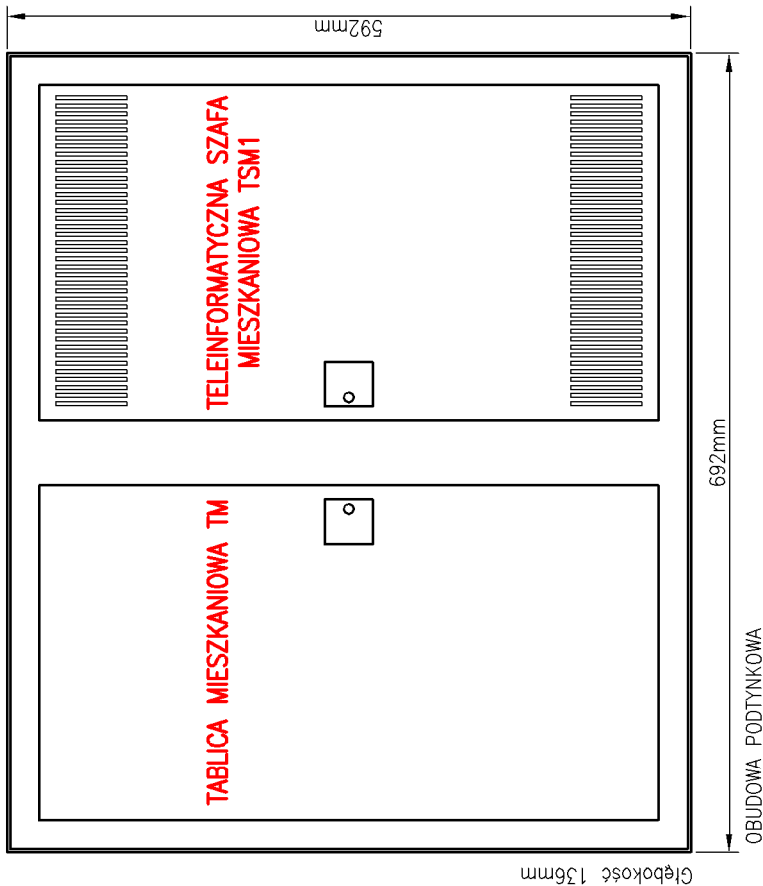 592mm
TELEINFORMATYCZNA SZAFA
MIESZKANIOWA TSM1
TABLICA MIESZKANIOWA TM
692mm
OBUDOWA PODTYNKOWA
Głębokość 136mm